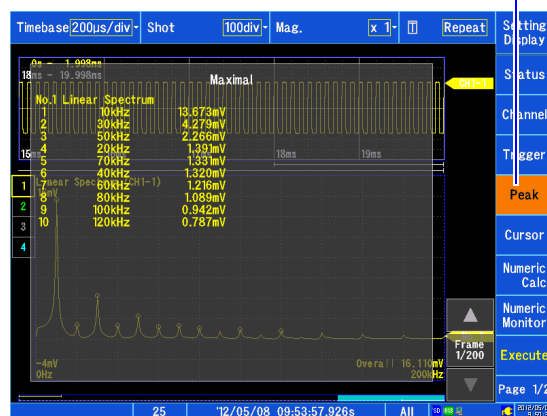 Timebase 200µs/div Shot 100div Mag. x 1 Repeat
Setting Display
Status
Channel
Trigger
Peak
Cursor
Numeric Calc
Numeric Monitor
Execute
Page 1/2
0s - 1.998ms
18ms - 19.998ms
Maximal
CH1-1
No.1 Linear Spectrum
1 10kHz 13.673mV
2 30kHz 4.279mV
3 50kHz 2.266mV
4 20kHz 1.391mV
5 70kHz 1.331mV
6 40kHz 1.320mV
7 60kHz 1.216mV
8 80kHz 1.089mV
9 100kHz 0.942mV
10 120kHz 0.787mV
18ms 19ms
Linear Spectrum(CH1-1)
16mV
1
2
3
4
-4mV
0Hz
Overall 16.110mV
200kHz
Frame
1/200
25 '12/05/08 09:53:57.926s All SD